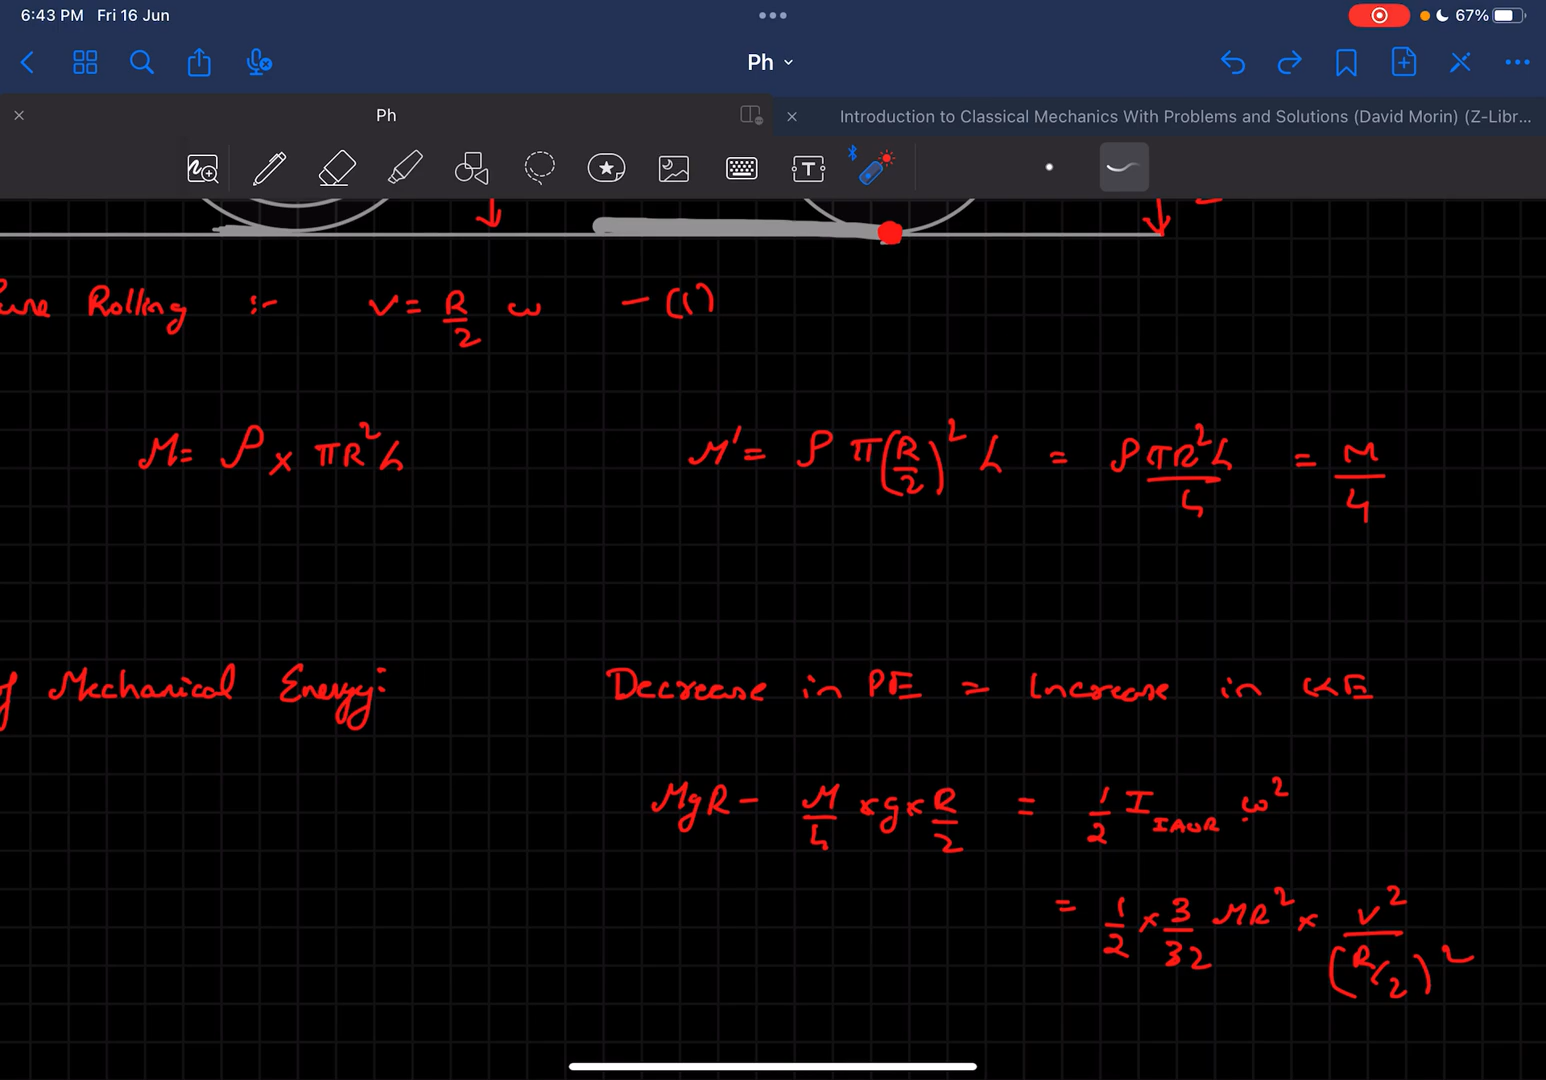 6:43 PM Fri 16 Jun
67%
Ph
Ph
Introduction to Classical Mechanics With Problems and Solutions (David Morin) (Z-Libr...
T
Rolling :- v = R/2 ω - (1)
M = ρ x πR²L
M' = ρ π(R/2)² L = ρπR²L/4 = M/4
of Mechanical Energy:
Decrease in PE = Increase in KE
MgR - M/4 x g x R/2 = 1/2 I_IAOR ω²
= 1/2 x 3/32 MR² x v²/(R/2)²